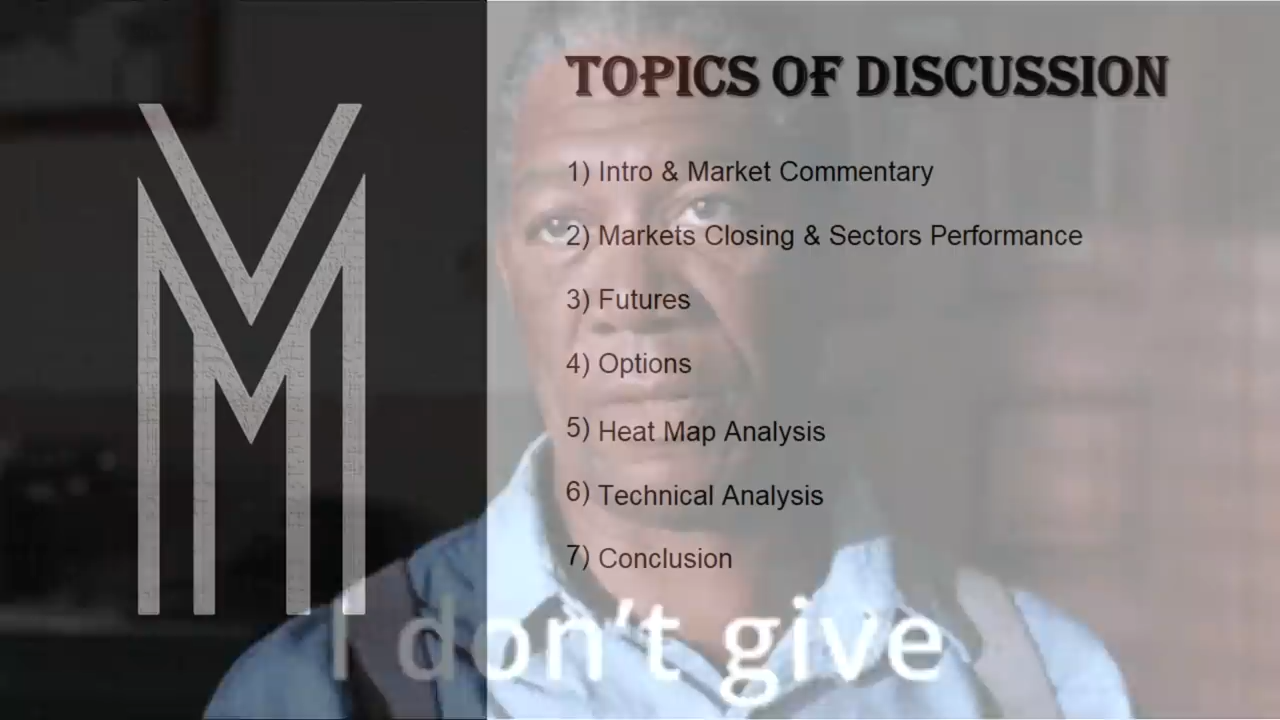 TOPICS OF DISCUSSION
1) Intro & Market Commentary
2) Markets Closing & Sectors Performance
3) Futures
4) Options
5) Heat Map Analysis
6) Technical Analysis
7) Conclusion
I don't give